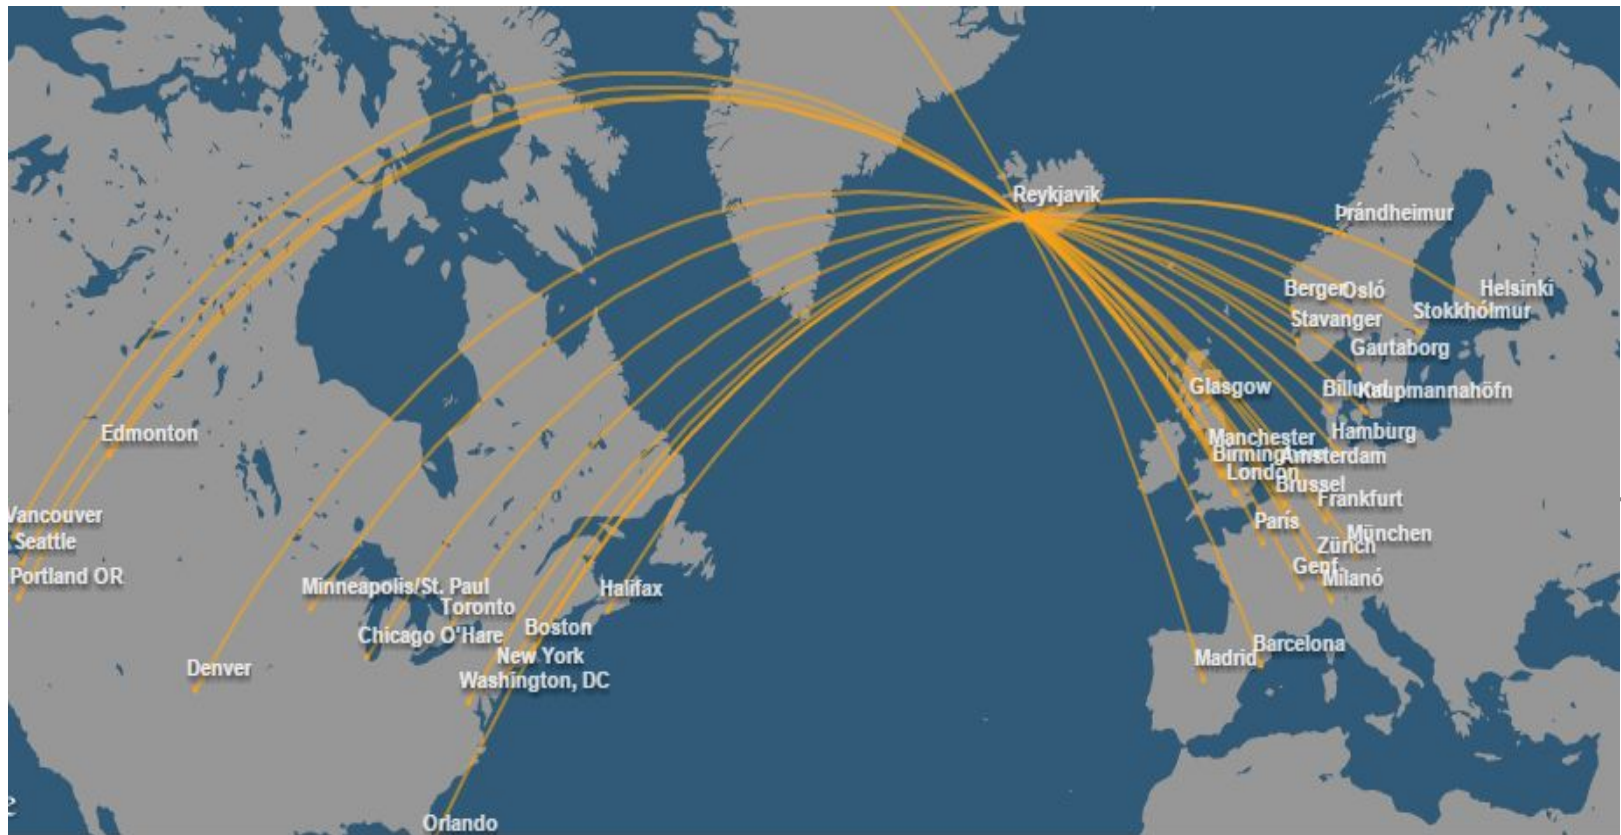 Reykjavik
Þrándheimur
Helsinki
Osló
Stokkhólmur
Stavanger
Gautaborg
Glasgow
Billund
Kaupmannahöfn
Edmonton
Hamburg
Manchester
Amsterdam
London
Brussel
Frankfurt
Vancouver
París
München
Seattle
Zürich
Genf
Portland OR
Milanó
Minneapolis/St. Paul
Halifax
Toronto
Boston
Chicago O'Hare
Barcelona
New York
Madrid
Denver
Washington, DC
Orlando